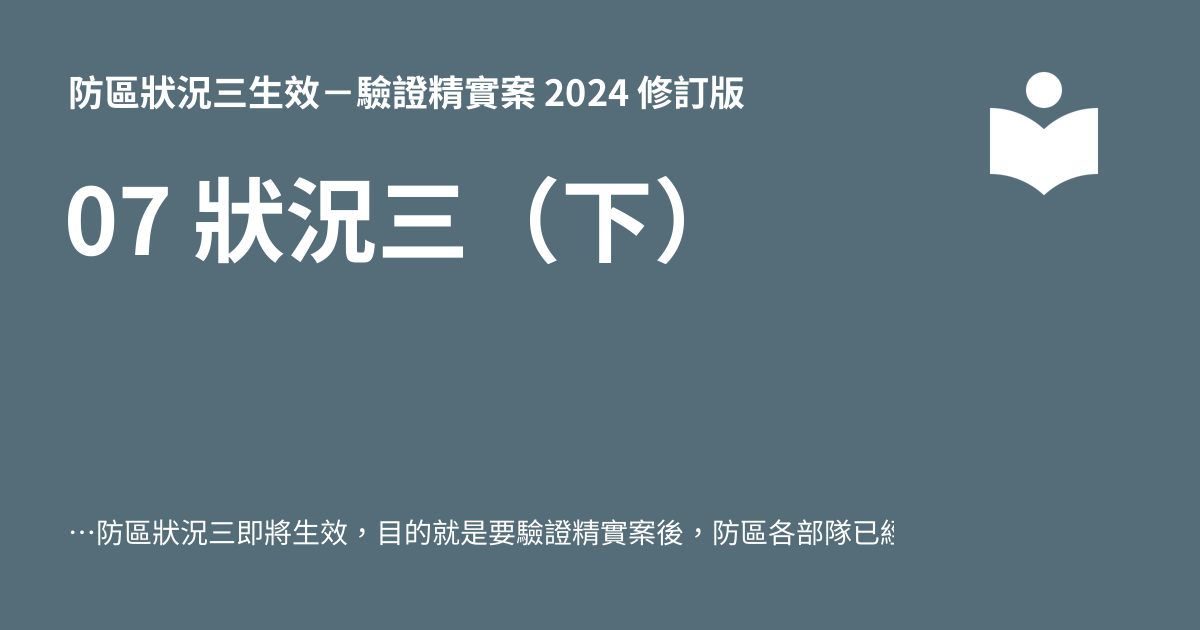 防區狀況三生效－驗證精實案 2024 修訂版
07 狀況三（下）
…防區狀況三即將生效，目的就是要驗證精實案後，防區各部隊已